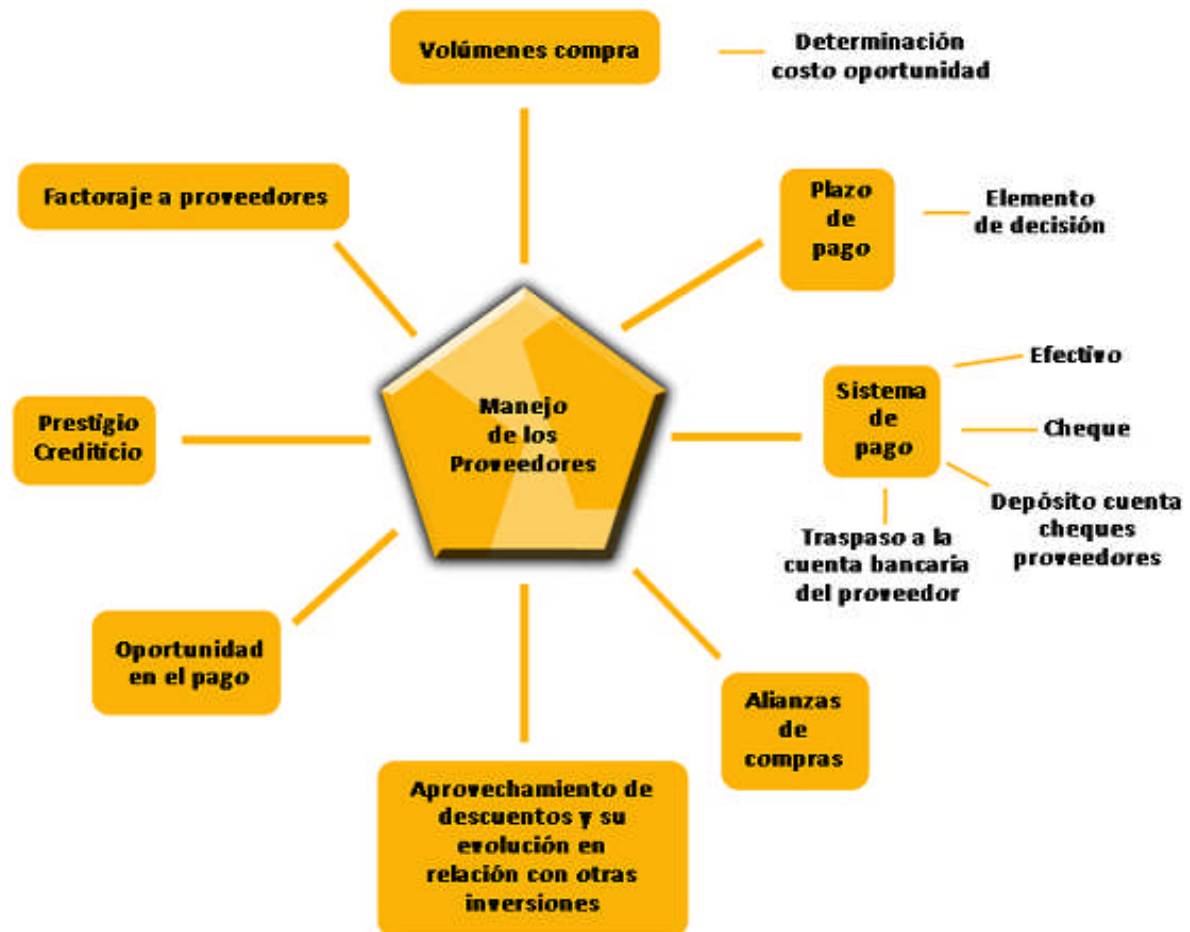 Volúmenes compra
Determinación
costo oportunidad
Factoraje a proveedores
Plazo
de
pago
Elemento
de decisión
Manejo
de los
Proveedores
Sistema
de
pago
Efectivo
Cheque
Depósito cuenta
cheques
proveedores
Traspaso a la
cuenta bancaria
del proveedor
Prestigio
Crediticio
Oportunidad
en el pago
Alianzas
de
compras
Aprovechamiento de
descuentos y su
evolución en
relación con otras
inversiones